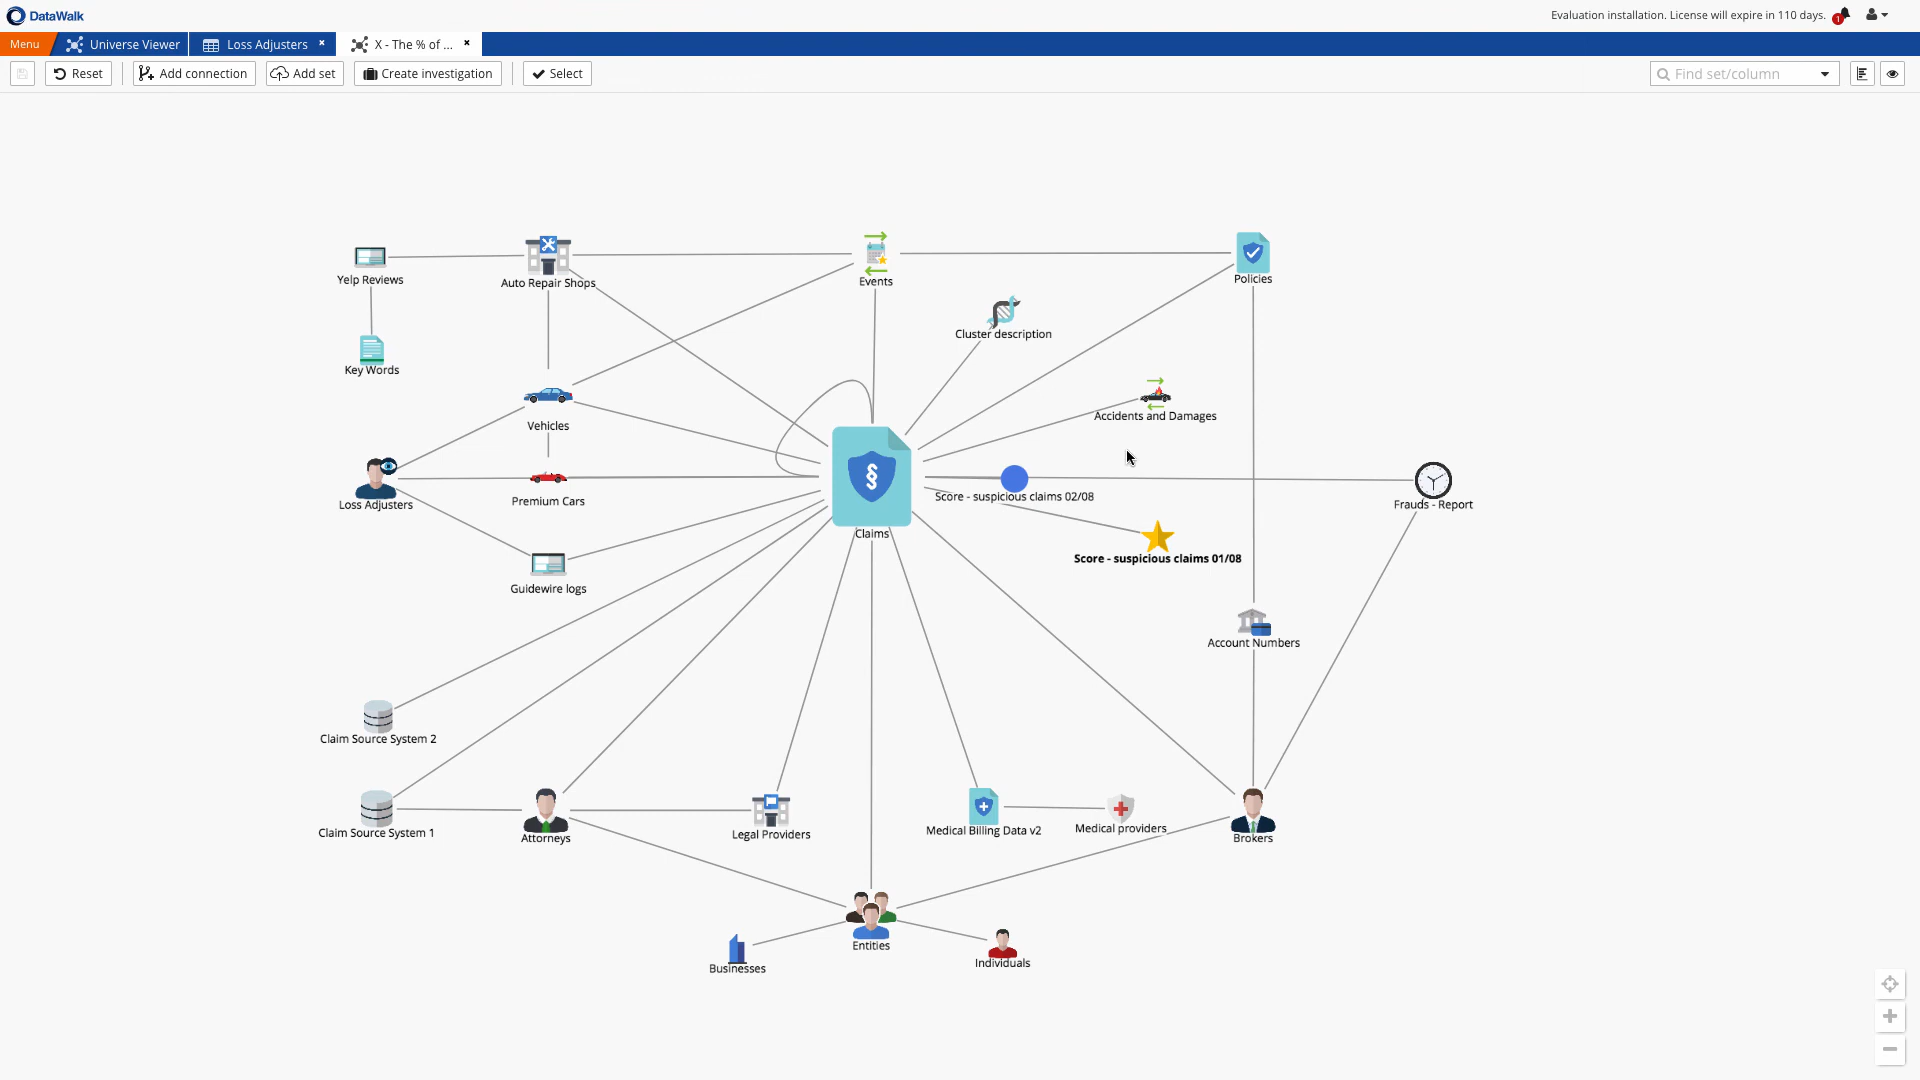 DataWalk
Evaluation installation. License will expire in 110 days.
1
Menu
Universe Viewer
Loss Adjusters
X - The % of ...
Reset
Add connection
Add set
Create investigation
Select
Find set/column
Yelp Reviews
Auto Repair Shops
Events
Policies
Cluster description
Key Words
Accidents and Damages
Vehicles
§
Loss Adjusters
Premium Cars
Score - suspicious claims 02/08
Frauds - Report
Claims
Score - suspicious claims 01/08
Guidewire logs
Account Numbers
Claim Source System 2
Claim Source System 1
Attorneys
Legal Providers
Medical Billing Data v2
Medical providers
Brokers
Entities
Businesses
Individuals